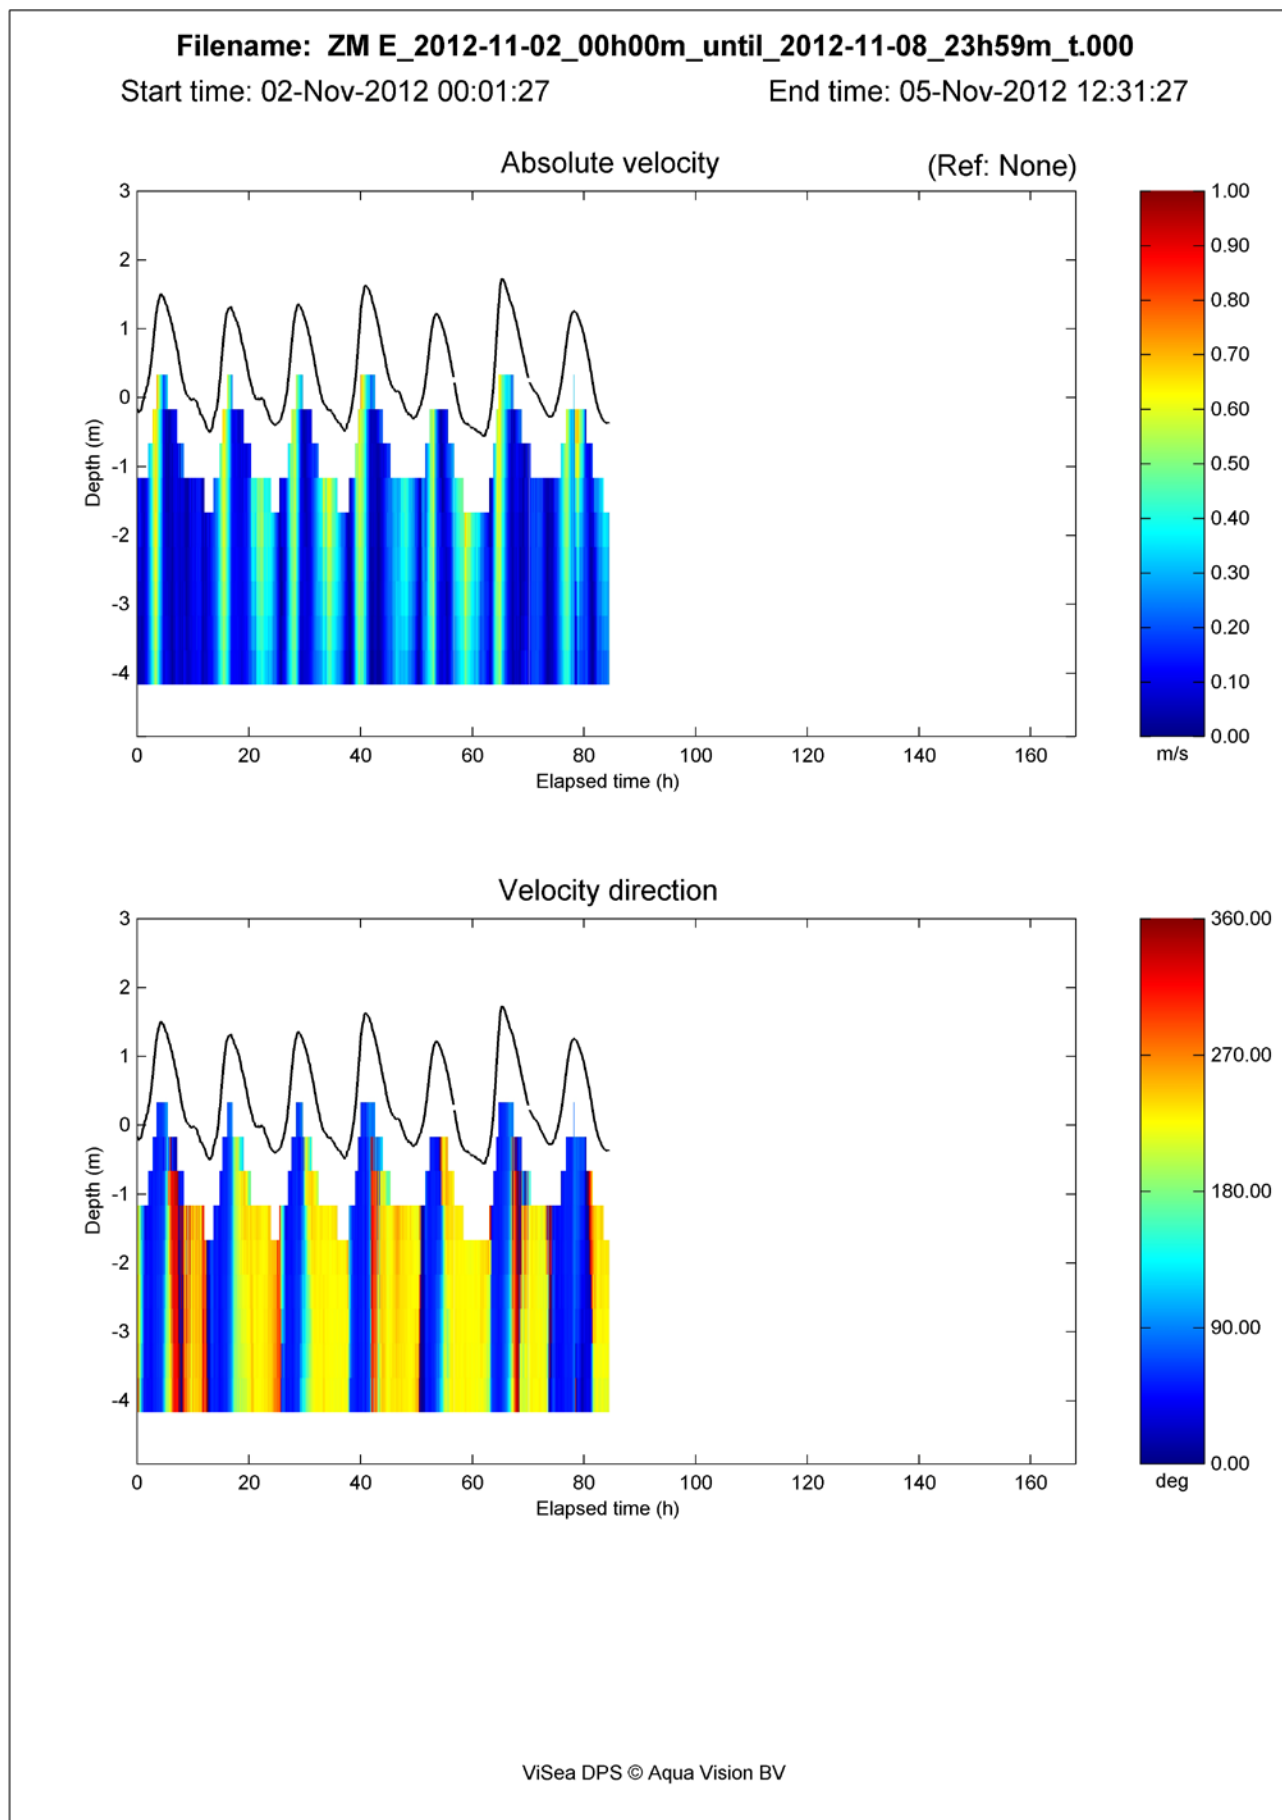 Filename: ZM E_2012-11-02_00h00m_until_2012-11-08_23h59m_t.000
Start time: 02-Nov-2012 00:01:27 End time: 05-Nov-2012 12:31:27
Absolute velocity (Ref: None)
3
2
1
0
-1
-2
-3
-4
Depth (m)
0 20 40 60 80 100 120 140 160
Elapsed time (h)
1.00
0.90
0.80
0.70
0.60
0.50
0.40
0.30
0.20
0.10
0.00
m/s
Velocity direction
3
2
1
0
-1
-2
-3
-4
Depth (m)
0 20 40 60 80 100 120 140 160
Elapsed time (h)
360.00
270.00
180.00
90.00
0.00
deg
ViSea DPS © Aqua Vision BV